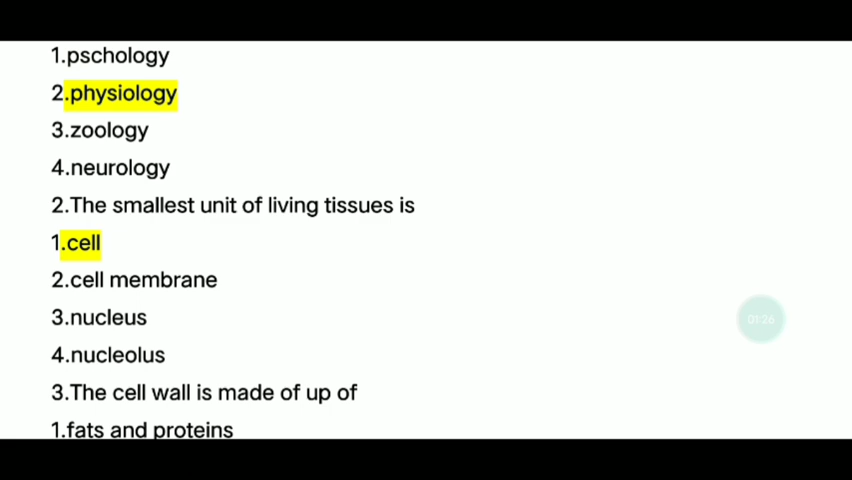 1.pschology
2.physiology
3.zoology
4.neurology
2.The smallest unit of living tissues is
1.cell
2.cell membrane
3.nucleus
01:26
4.nucleolus
3.The cell wall is made of up of
1.fats and proteins